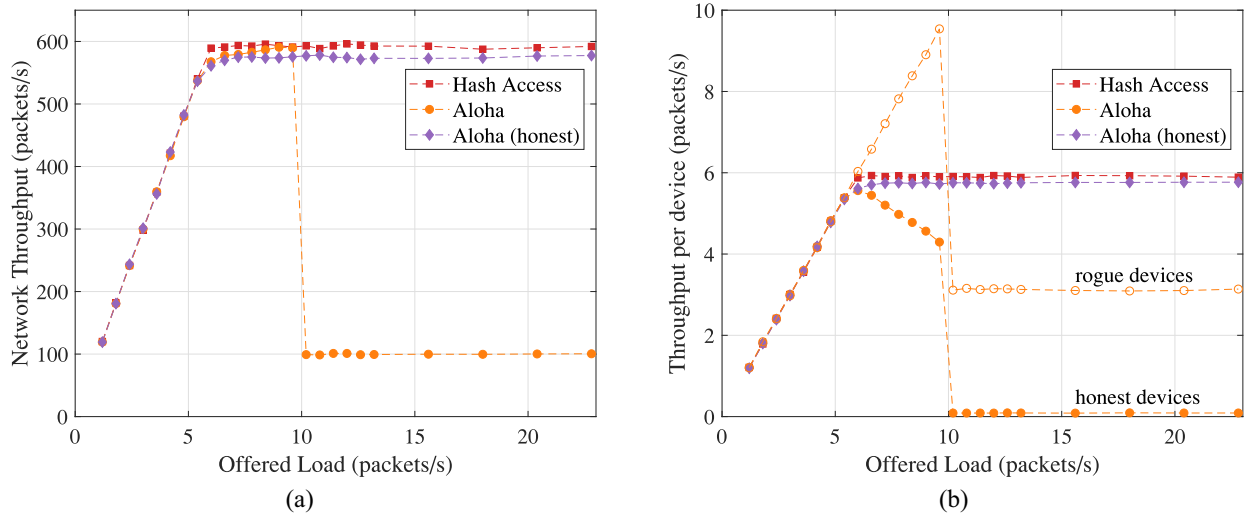 600
500
400
300
200
100
0
Network Throughput (packets/s)
Hash Access
Aloha
Aloha (honest)
0 5 10 15 20
Offered Load (packets/s)
(a)
10
8
6
4
2
0
Throughput per device (packets/s)
Hash Access
Aloha
Aloha (honest)
rogue devices
honest devices
0 5 10 15 20
Offered Load (packets/s)
(b)